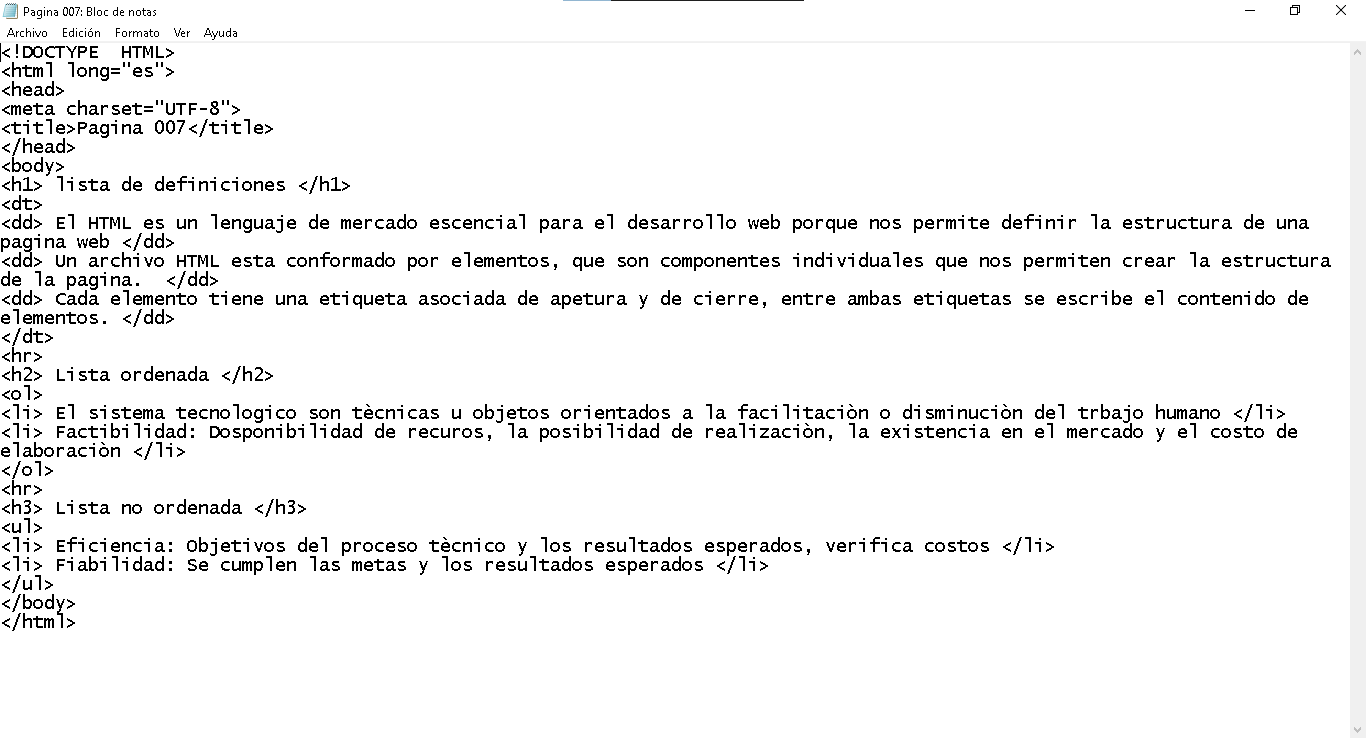 Pagina 007: Bloc de notas
Archivo Edición Formato Ver Ayuda
<!DOCTYPE  HTML>
<html long="es">
<head>
<meta charset="UTF-8">
<title>Pagina 007</title>
</head>
<body>
<h1> lista de definiciones </h1>
<dt>
<dd> El HTML es un lenguaje de mercado escencial para el desarrollo web porque nos permite definir la estructura de una
pagina web </dd>
<dd> Un archivo HTML esta conformado por elementos, que son componentes individuales que nos permiten crear la estructura
de la pagina.  </dd>
<dd> Cada elemento tiene una etiqueta asociada de apetura y de cierre, entre ambas etiquetas se escribe el contenido de
elementos. </dd>
</dt>
<hr>
<h2> Lista ordenada </h2>
<ol>
<li> El sistema tecnologico son tècnicas u objetos orientados a la facilitaciòn o disminuciòn del trbajo humano </li>
<li> Factibilidad: Dosponibilidad de recuros, la posibilidad de realizaciòn, la existencia en el mercado y el costo de
elaboraciòn </li>
</ol>
<hr>
<h3> Lista no ordenada </h3>
<ul>
<li> Eficiencia: Objetivos del proceso tècnico y los resultados esperados, verifica costos </li>
<li> Fiabilidad: Se cumplen las metas y los resultados esperados </li>
</ul>
</body>
</html>